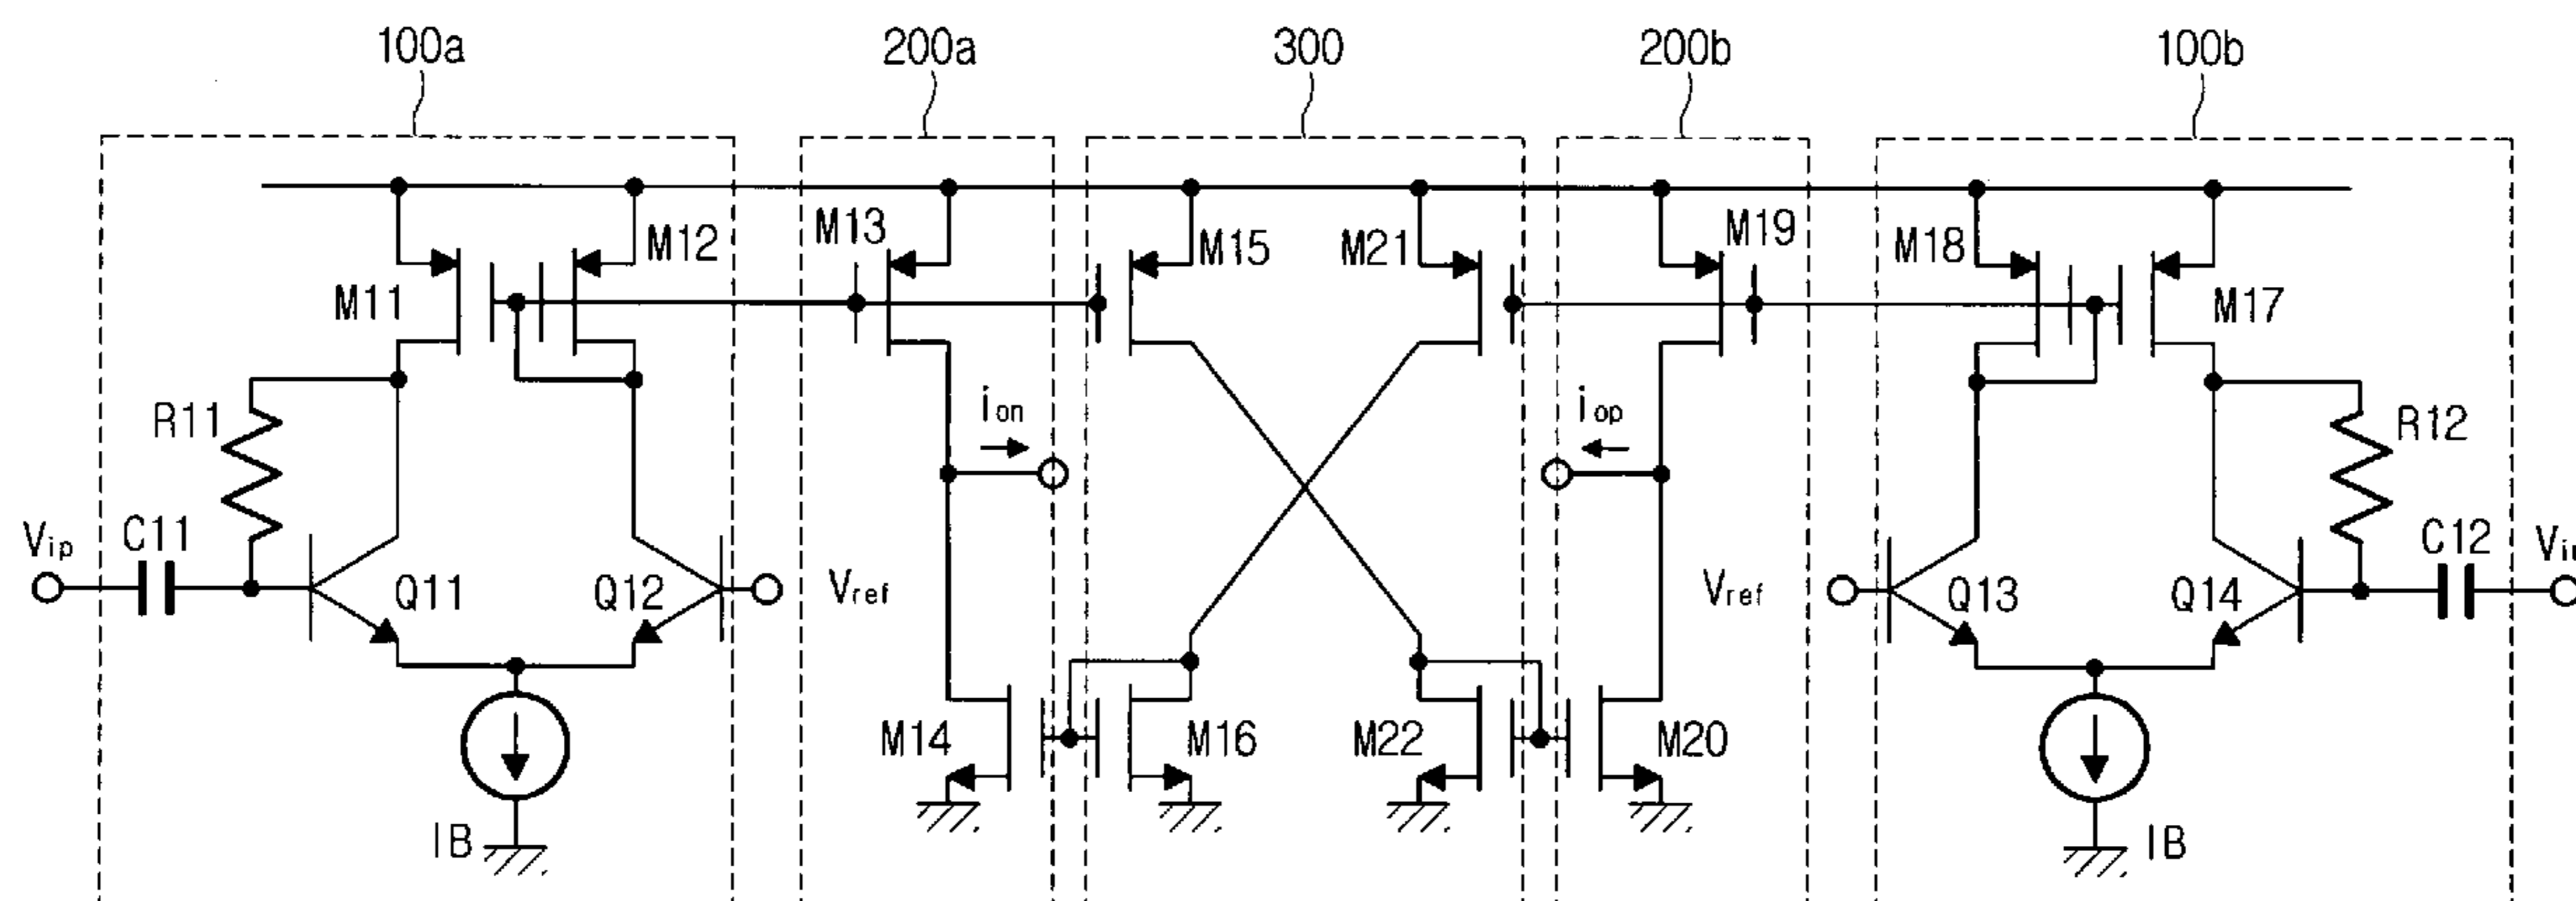 100a 200a 300 200b 100b
M13 M19
M12 M15 M21 M18
M11 M17
ion iop
R11 R12
Vip C11 C12
Q11 Q12 Vref Vref Q13 Q14
M14 M16 M22 M20
IB IB